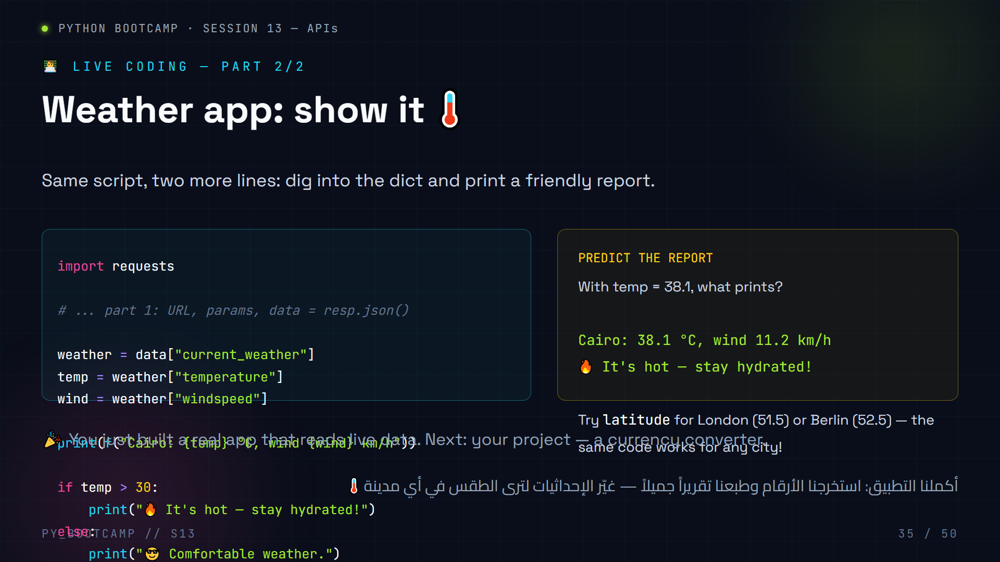 PYTHON BOOTCAMP · SESSION 13 — APIs
👨‍💻 LIVE CODING — PART 2/2
Weather app: show it 🌡️
Same script, two more lines: dig into the dict and print a friendly report.
import requests
# ... part 1: URL, params, data = resp.json()
weather = data["current_weather"]
temp = weather["temperature"]
wind = weather["windspeed"]
print(f("Cairo: {temp} °C, wind {wind} km/h"))
if temp > 30:
print("🔥 It's hot — stay hydrated!")
else:
print("😎 Comfortable weather.")
PREDICT THE REPORT
With temp = 38.1, what prints?
Cairo: 38.1 °C, wind 11.2 km/h
🔥 It's hot — stay hydrated!
Try latitude for London (51.5) or Berlin (52.5) — the
same code works for any city!
🎉 You just built a real app that reads live data. Next: your project — a currency converter.
أكملنا التطبيق: استخرجنا الأرقام وطبعنا تقريراً جميلاً — غيّر الإحداثيات لترى الطقس في أي مدينة 🌡️
PY_BOOTCAMP // S13
35 / 50